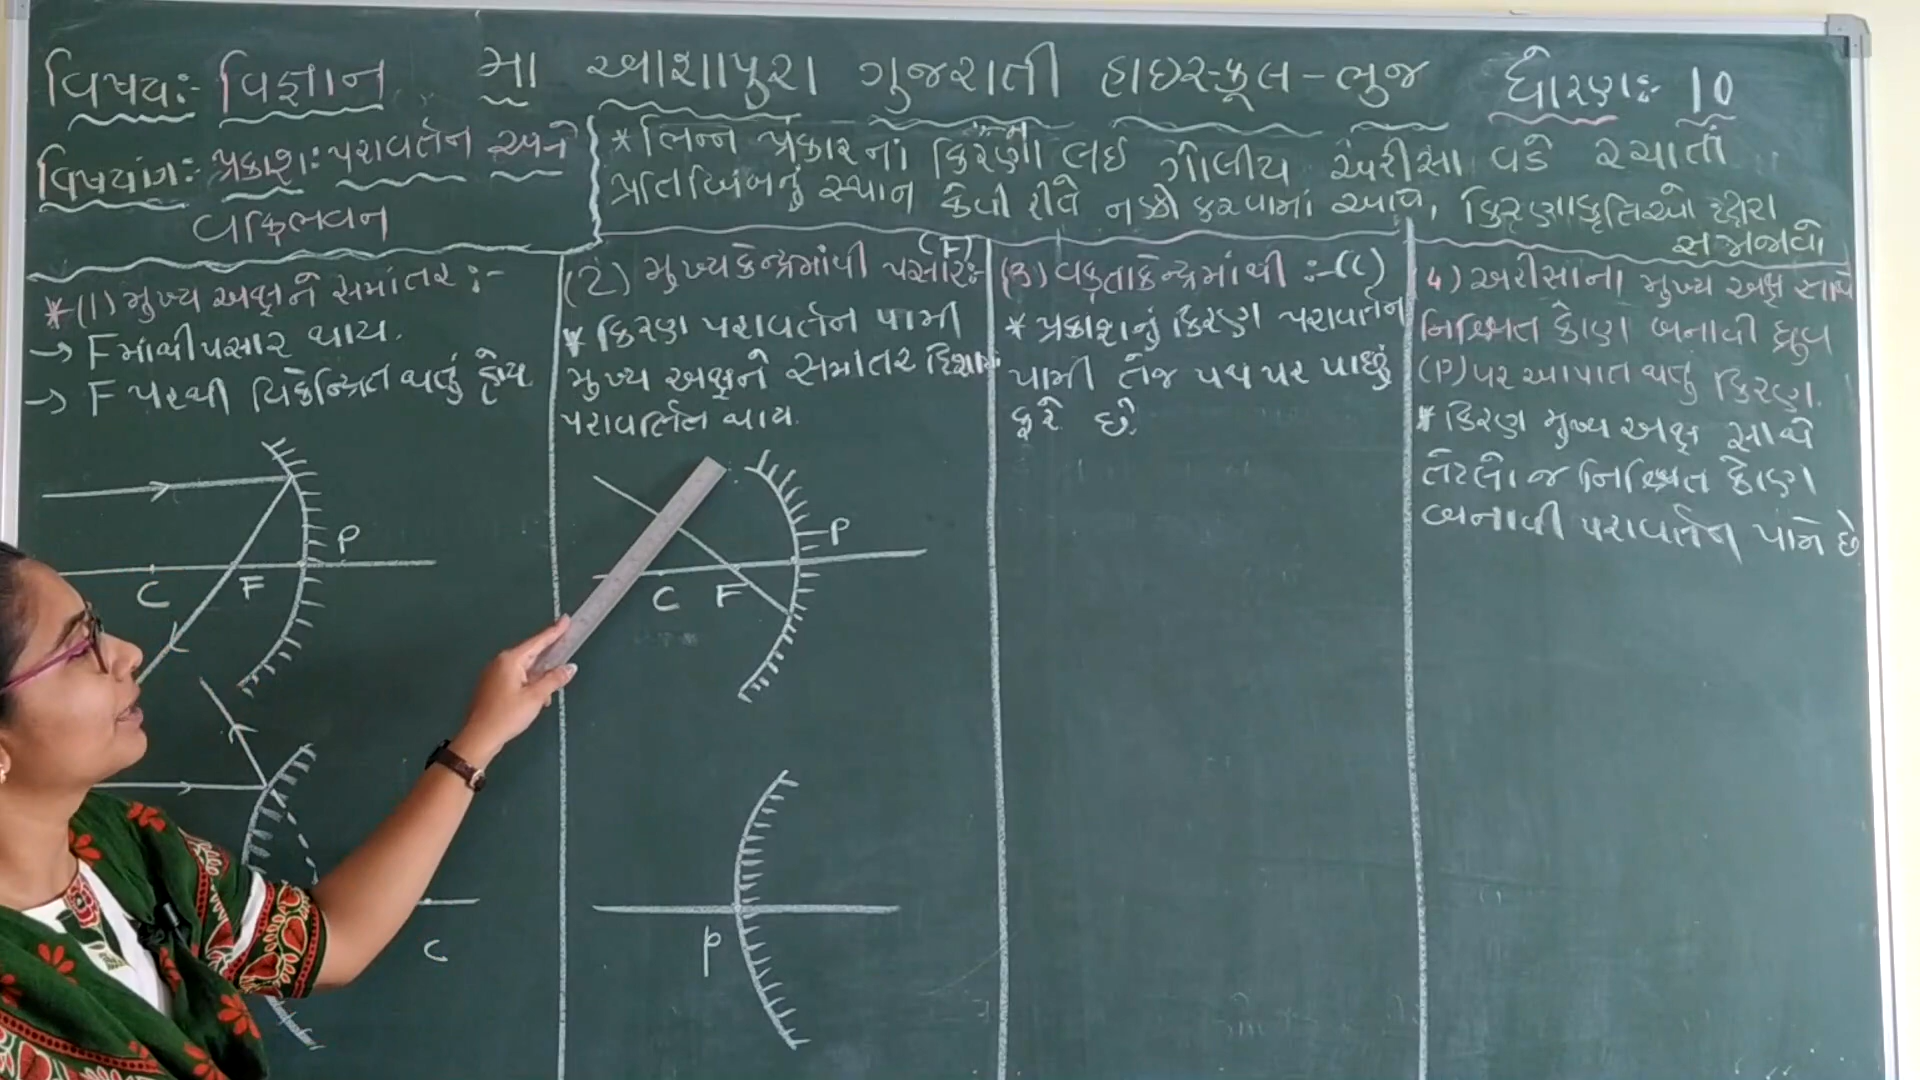 વિષય:- વિજ્ઞાન
મા આશાપુરા ગુજરાતી હાઇસ્કૂલ - ભુજ
ધોરણ:- 10
વિષયાંગ:- પ્રકાશ: પરાવર્તન અને
વક્રિભવન
* ભિન્ન પ્રકારનાં કિરણો લઈ ગોલીય અરીસા વડે રચાતાં
પ્રતિબિંબનું સ્થાન કેવી રીતે નક્કી કરવામાં આવે, કિરણાકૃતિઓ દ્વારા
સમજાવો
* (1) મુખ્ય અક્ષને સમાંતર :-
→ F માંથી પસાર થાય.
→ F પરથી વિકેન્દ્રિત થતું હોય
P
C F
C
(F)
(2) મુખ્યકેન્દ્રમાંથી પસાર:-
* કિરણ પરાવર્તન પામી
મુખ્ય અક્ષને સમાંતર દિશામાં
પરાવર્તિત થાય.
P
C F
P
(3) વક્રતાકેન્દ્રમાંથી :- (C)
* પ્રકાશનું કિરણ પરાવર્તન
પામી તેજ પથ પર પાછું
ફરે છે.
4) અરીસાના મુખ્ય અક્ષ સાથે
નિશ્ચિત કોણ બનાવી ધ્રુવ
(P) પર આપાત થતું કિરણ.
* કિરણ મુખ્ય અક્ષ સાથે
તેટલો જ નિશ્ચિત કોણ
બનાવી પરાવર્તન પામે છે